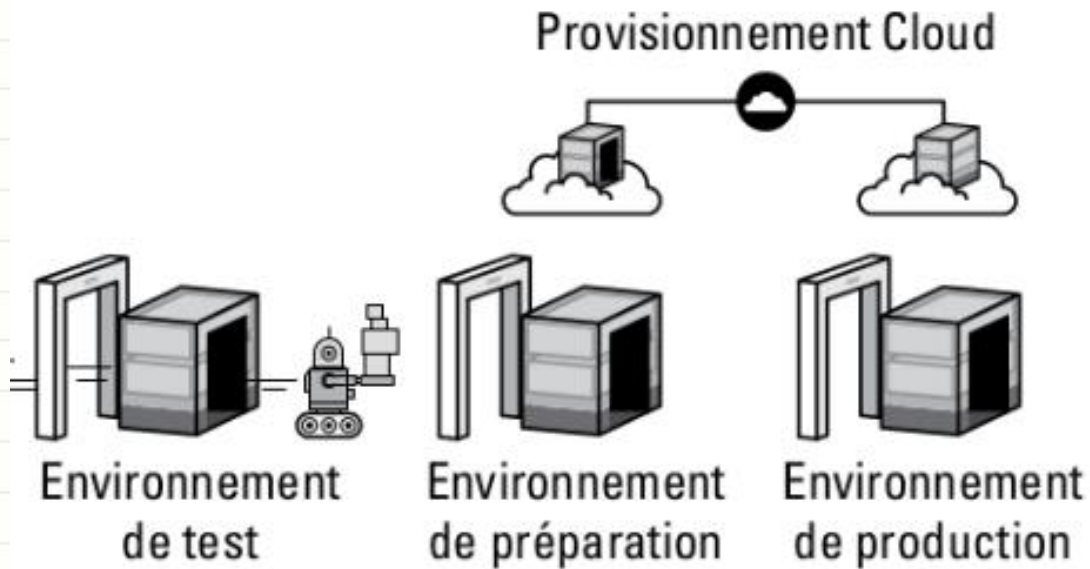 Provisionnement Cloud
Environnement
de test
Environnement
de préparation
Environnement
de production